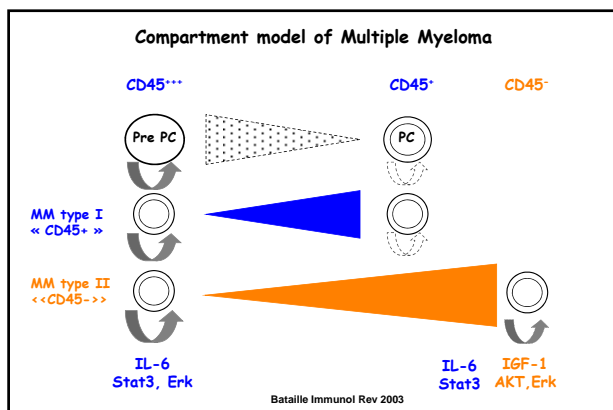 Compartment model of Multiple Myeloma
CD45+++ CD45+ CD45-
Pre PC PC
MM type I
« CD45+ »
MM type II
<<CD45->>
IL-6 IL-6 IGF-1
Stat3, Erk Stat3 AKT,Erk
Bataille Immunol Rev 2003